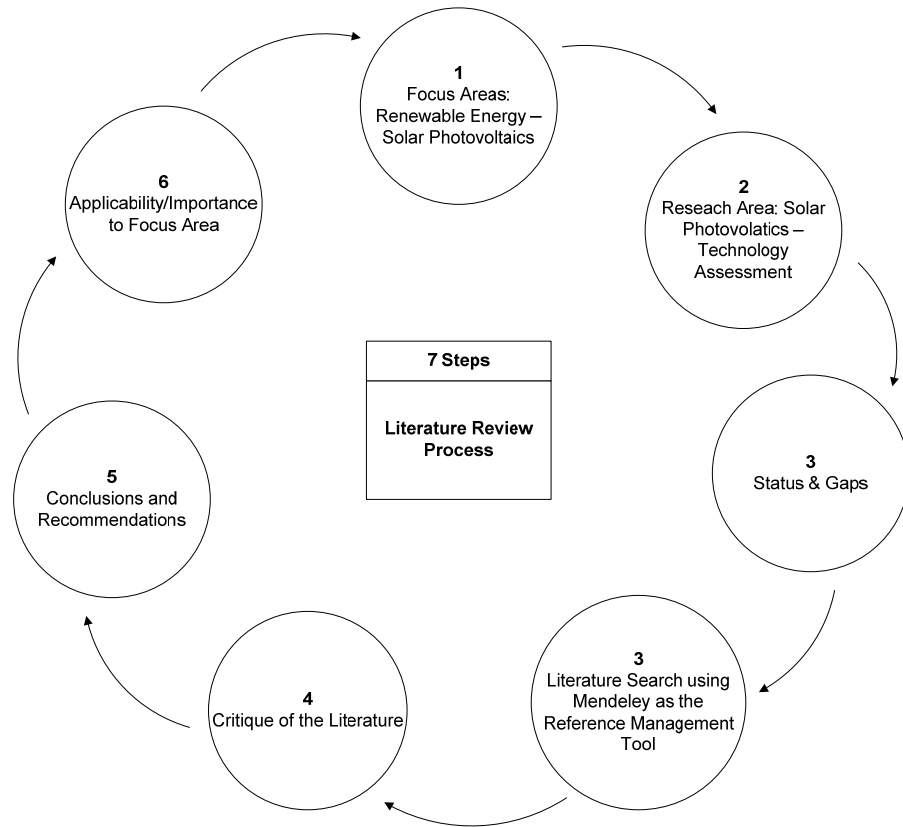 1
Focus Areas:
Renewable Energy –
Solar Photovoltaics
2
Reseach Area: Solar
Photovolatics –
Technology
Assessment
3
Status & Gaps
3
Literature Search using
Mendeley as the
Reference Management
Tool
4
Critique of the Literature
5
Conclusions and
Recommendations
6
Applicability/Importance
to Focus Area
7 Steps
Literature Review
Process